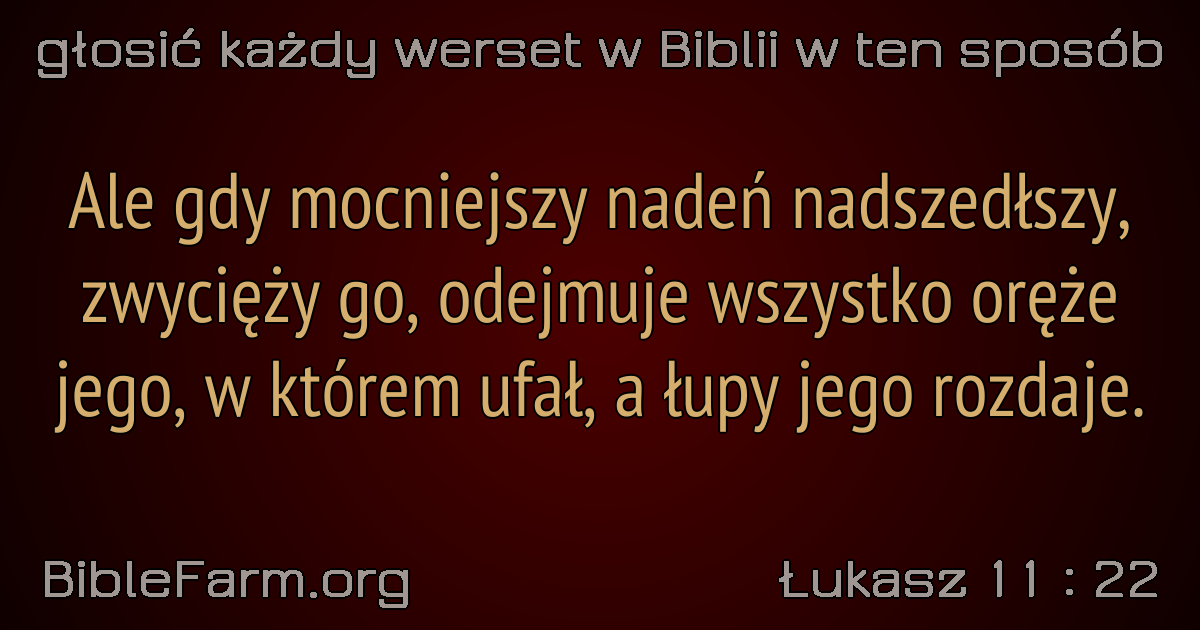 głosić każdy werset w Biblii w ten sposób
Ale gdy mocniejszy nadeń nadszedłszy,
zwycięży go, odejmuje wszystko oręże
jego, w którem ufał, a łupy jego rozdaje.
BibleFarm.org
Łukasz 11 : 22